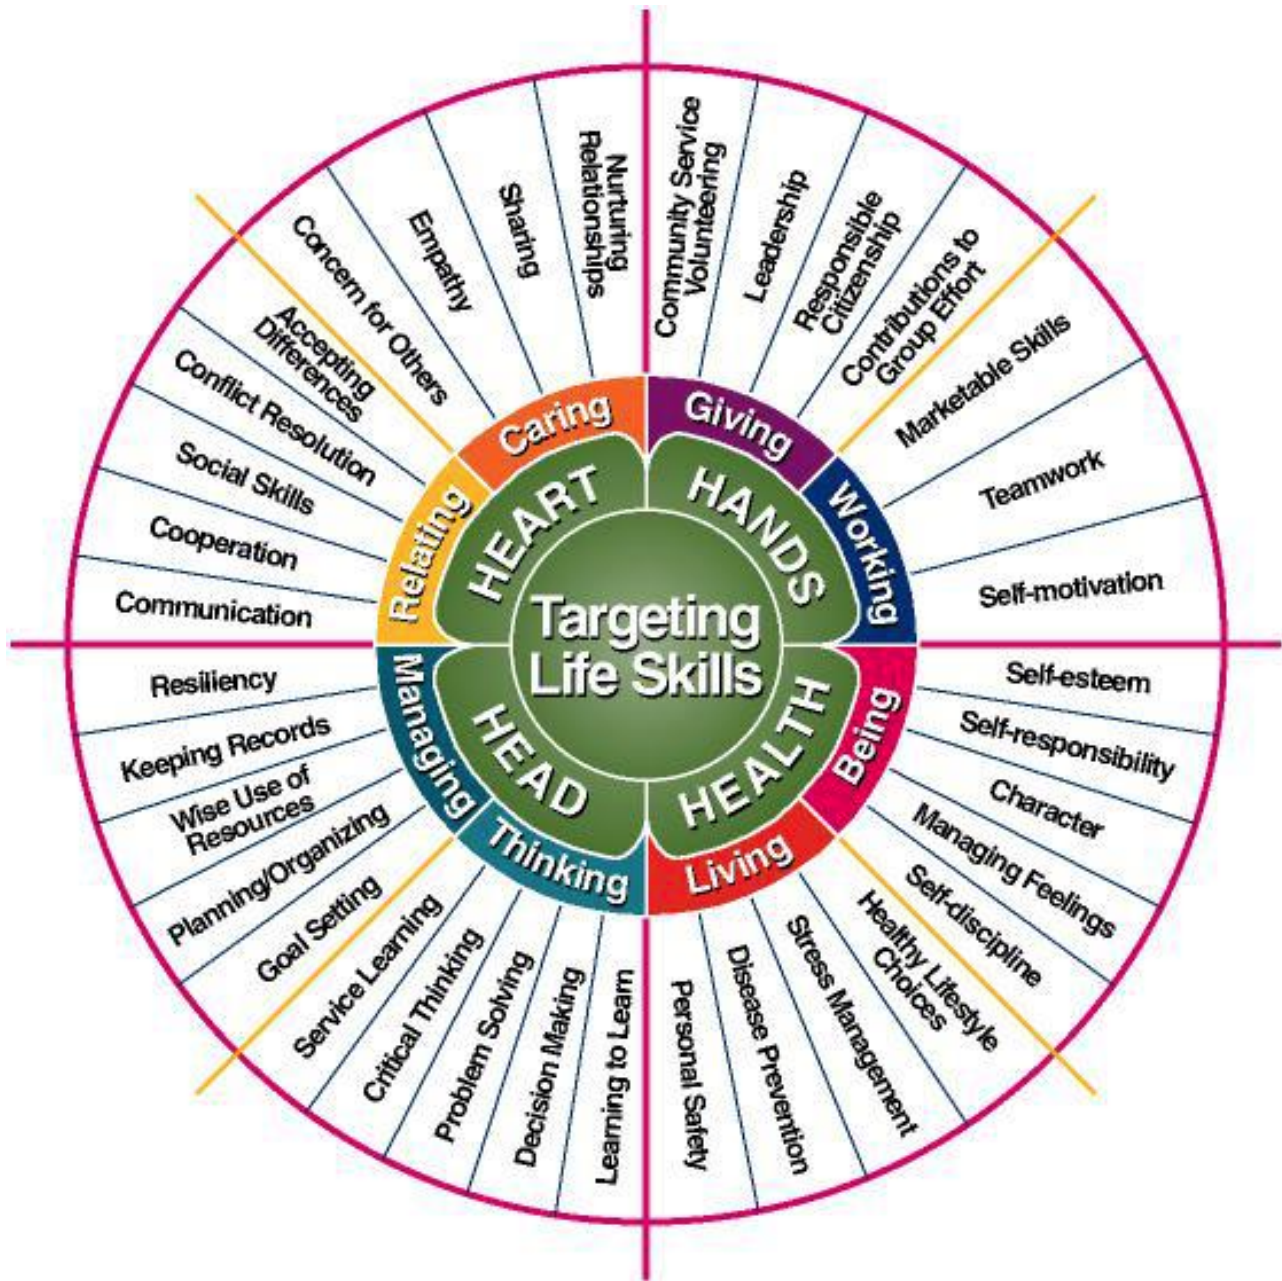 Targeting
Life Skills
HEART
HANDS
HEALTH
HEAD
Caring
Giving
Working
Being
Living
Thinking
Managing
Relating
Concern for Others
Empathy
Sharing
Nurturing
Relationships
Community Service
Volunteering
Leadership
Responsible
Citizenship
Contributions to
Group Effort
Marketable Skills
Teamwork
Self-motivation
Self-esteem
Self-responsibility
Character
Managing Feelings
Self-discipline
Healthy Lifestyle
Choices
Stress Management
Disease Prevention
Personal Safety
Learning to Learn
Decision Making
Problem Solving
Critical Thinking
Service Learning
Goal Setting
Planning/Organizing
Wise Use of
Resources
Keeping Records
Resiliency
Communication
Cooperation
Social Skills
Conflict Resolution
Accepting
Differences